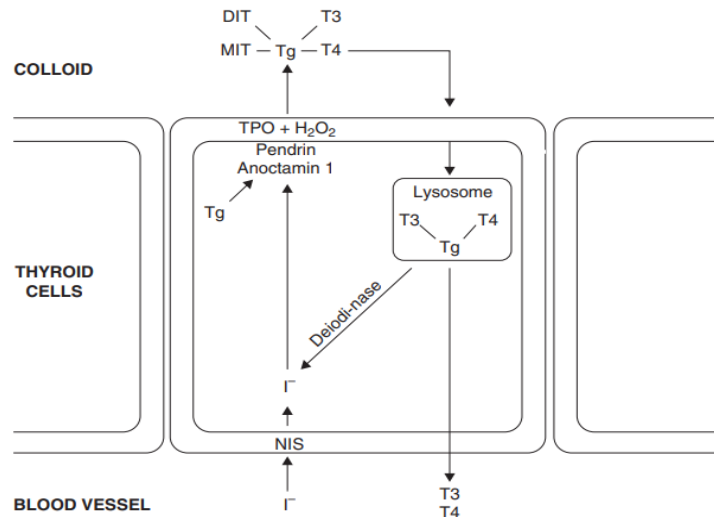 DIT T3
MIT Tg T4
COLLOID
TPO + H₂O₂
Pendrin
Anoctamin 1
Lysosome
Tg
T3 T4
Tg
THYROID
CELLS
Deiodi-nase
I⁻
NIS
BLOOD VESSEL
I⁻
T3
T4